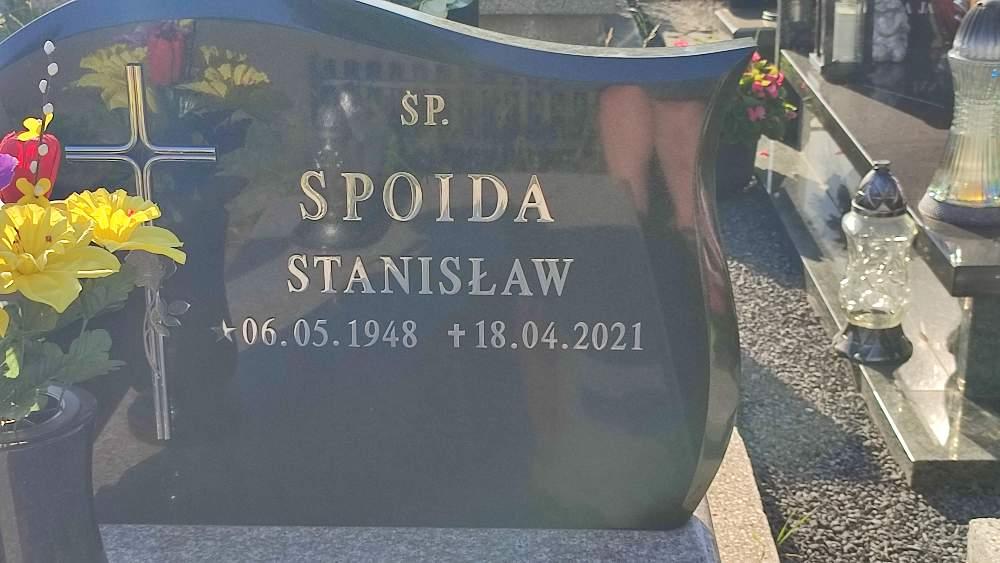 ŚP.
SPOIDA
STANISŁAW
★06.05.1948 ✝18.04.2021